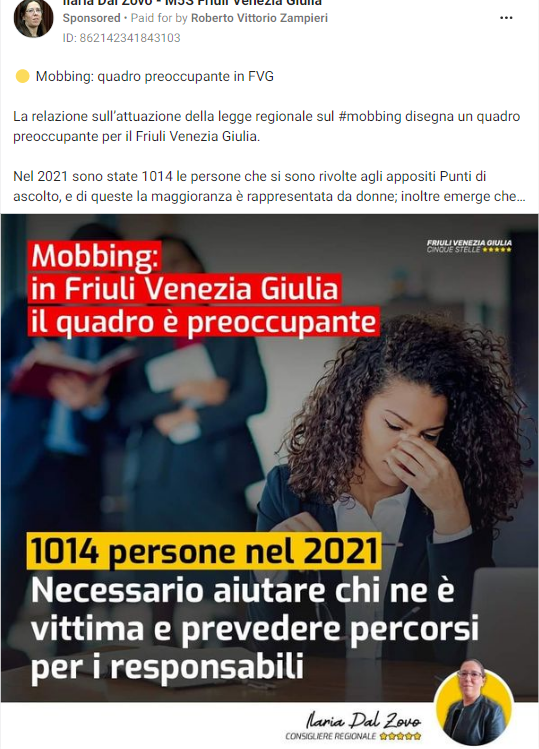 Ilaria Dal Zovo - M5S Friuli Venezia Giulia
Sponsored • Paid for by Roberto Vittorio Zampieri
ID: 862142341843103
Mobbing: quadro preoccupante in FVG
La relazione sull'attuazione della legge regionale sul #mobbing disegna un quadro
preoccupante per il Friuli Venezia Giulia.
Nel 2021 sono state 1014 le persone che si sono rivolte agli appositi Punti di
ascolto, e di queste la maggioranza è rappresentata da donne; inoltre emerge che...
Mobbing:
in Friuli Venezia Giulia
il quadro è preoccupante
FRIULI VENEZIA GIULIA
CINQUE STELLE ★★★★★
1014 persone nel 2021
Necessario aiutare chi ne è
vittima e prevedere percorsi
per i responsabili
Ilaria Dal Zovo
CONSIGLIERE REGIONALE